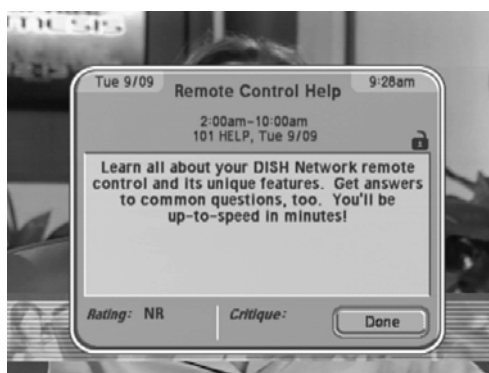 Tue 9/09
Remote Control Help
9:28am
2:00am-10:00am
101 HELP, Tue 9/09
Learn all about your DISH Network remote
control and its unique features. Get answers
to common questions, too. You'll be
up-to-speed in minutes!
Rating: NR
Critique:
Done